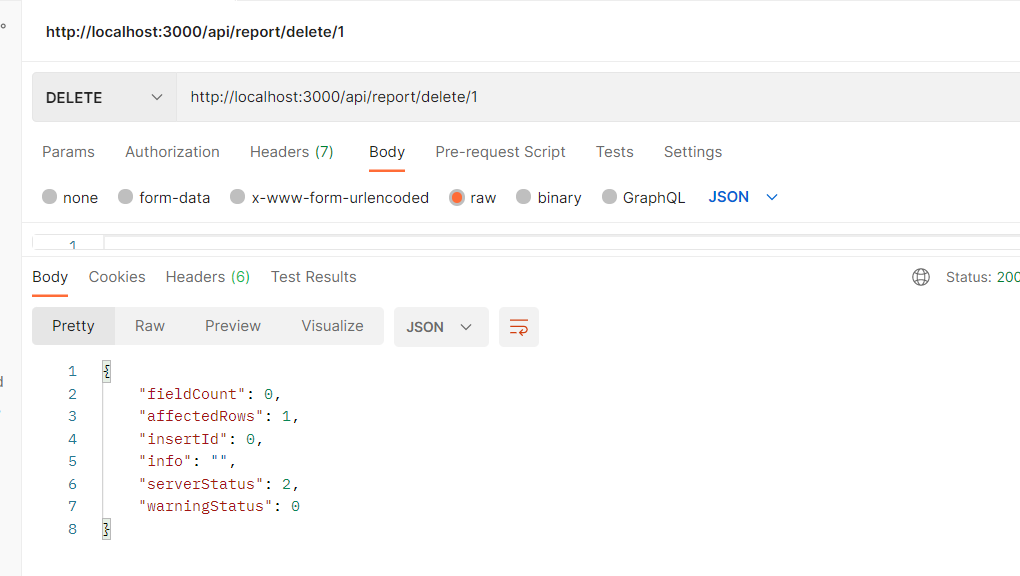 http://localhost:3000/api/report/delete/1
DELETE http://localhost:3000/api/report/delete/1
Params Authorization Headers (7) Body Pre-request Script Tests Settings
none form-data x-www-form-urlencoded raw binary GraphQL JSON
1
Body Cookies Headers (6) Test Results Status: 200
Pretty Raw Preview Visualize JSON
1 {
2 "fieldCount": 0,
3 "affectedRows": 1,
4 "insertId": 0,
5 "info": "",
6 "serverStatus": 2,
7 "warningStatus": 0
8 }